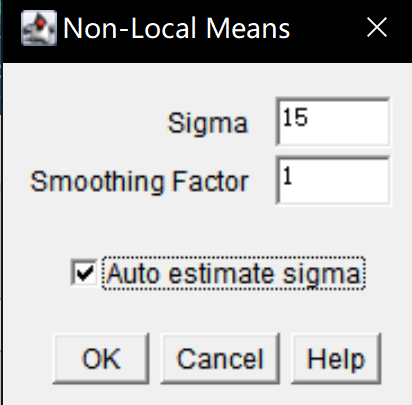 Non-Local Means
Sigma 15
Smoothing Factor 1
Auto estimate sigma
OK Cancel Help